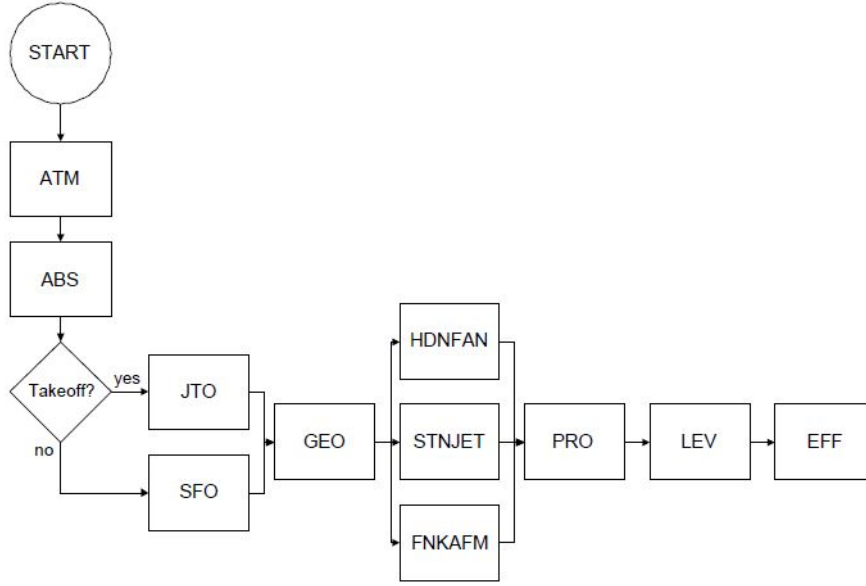 START
ATM
ABS
Takeoff?
yes
no
JTO
SFO
GEO
HDNFAN
STNJET
FNKAFM
PRO
LEV
EFF